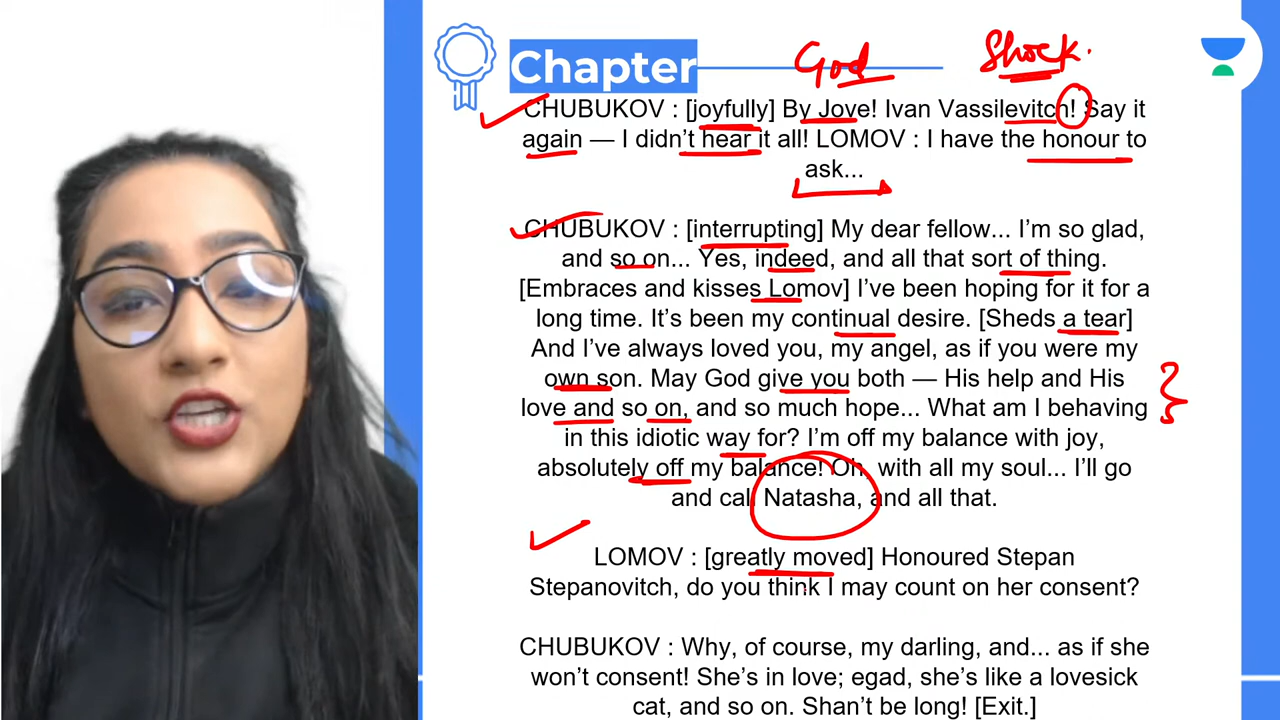 God
Shock.
Chapter
CHUBUKOV : [joyfully] By Jove! Ivan Vassilevitch! Say it
again — I didn't hear it all! LOMOV : I have the honour to
ask...
CHUBUKOV : [interrupting] My dear fellow... I'm so glad,
and so on... Yes, indeed, and all that sort of thing.
[Embraces and kisses Lomov] I've been hoping for it for a
long time. It's been my continual desire. [Sheds a tear]
And I've always loved you, my angel, as if you were my
own son. May God give you both — His help and His
love and so on, and so much hope... What am I behaving
in this idiotic way for? I'm off my balance with joy,
absolutely off my balance! Oh, with all my soul... I'll go
and call Natasha, and all that.
LOMOV : [greatly moved] Honoured Stepan
Stepanovitch, do you think I may count on her consent?
CHUBUKOV : Why, of course, my darling, and... as if she
won't consent! She's in love; egad, she's like a lovesick
cat, and so on. Shan't be long! [Exit.]